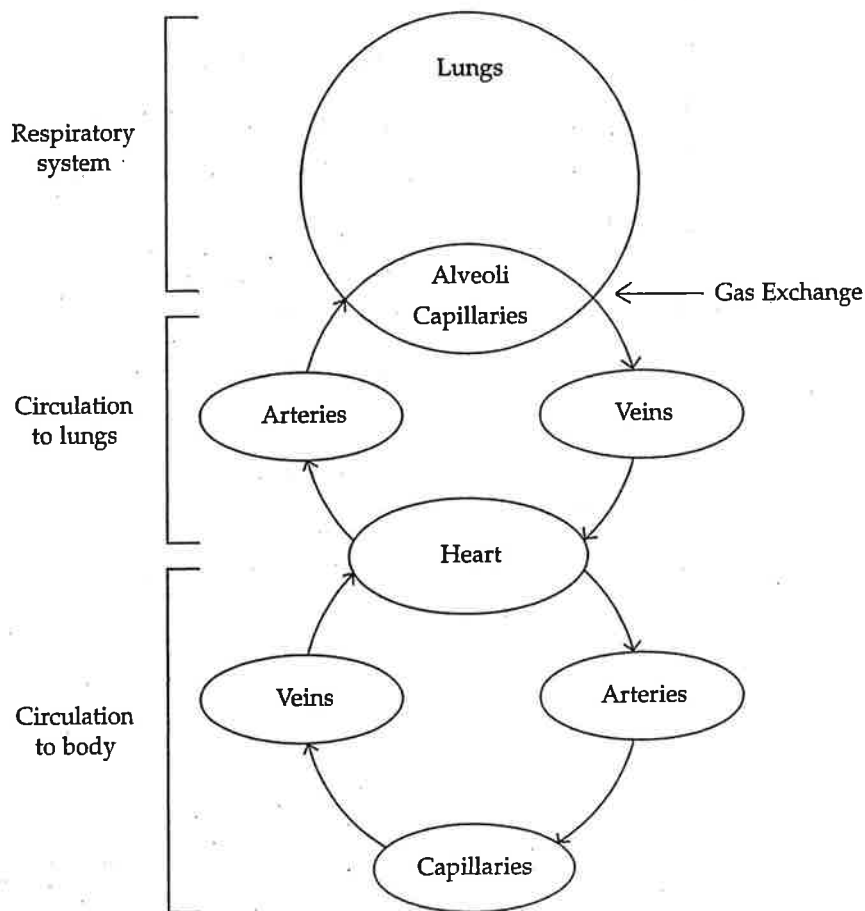 Lungs
Respiratory
system
Alveoli
Capillaries
Gas Exchange
Circulation
to lungs
Arteries
Veins
Heart
Circulation
to body
Veins
Arteries
Capillaries